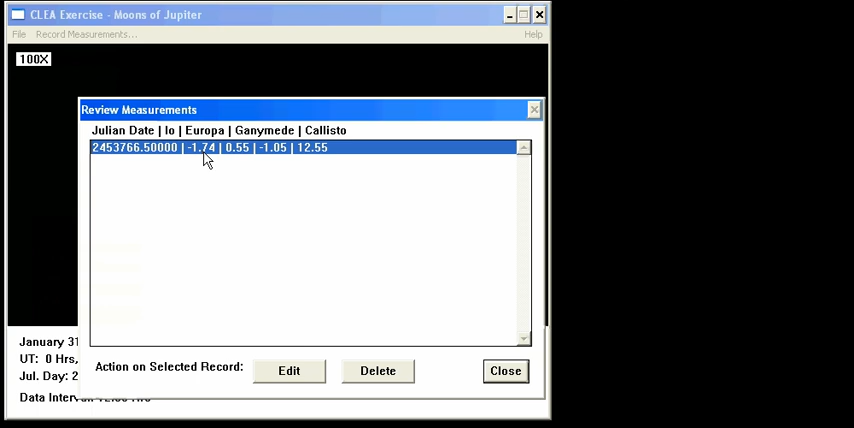 CLEA Exercise - Moons of Jupiter
File Record Measurements... Help
100X
Review Measurements
Julian Date | Io | Europa | Ganymede | Callisto
2453766.50000 | -1.74 | 0.55 | -1.05 | 12.55
January 31
UT: 0 Hrs,
Jul. Day: 2
Action on Selected Record: Edit Delete Close
Data Interval